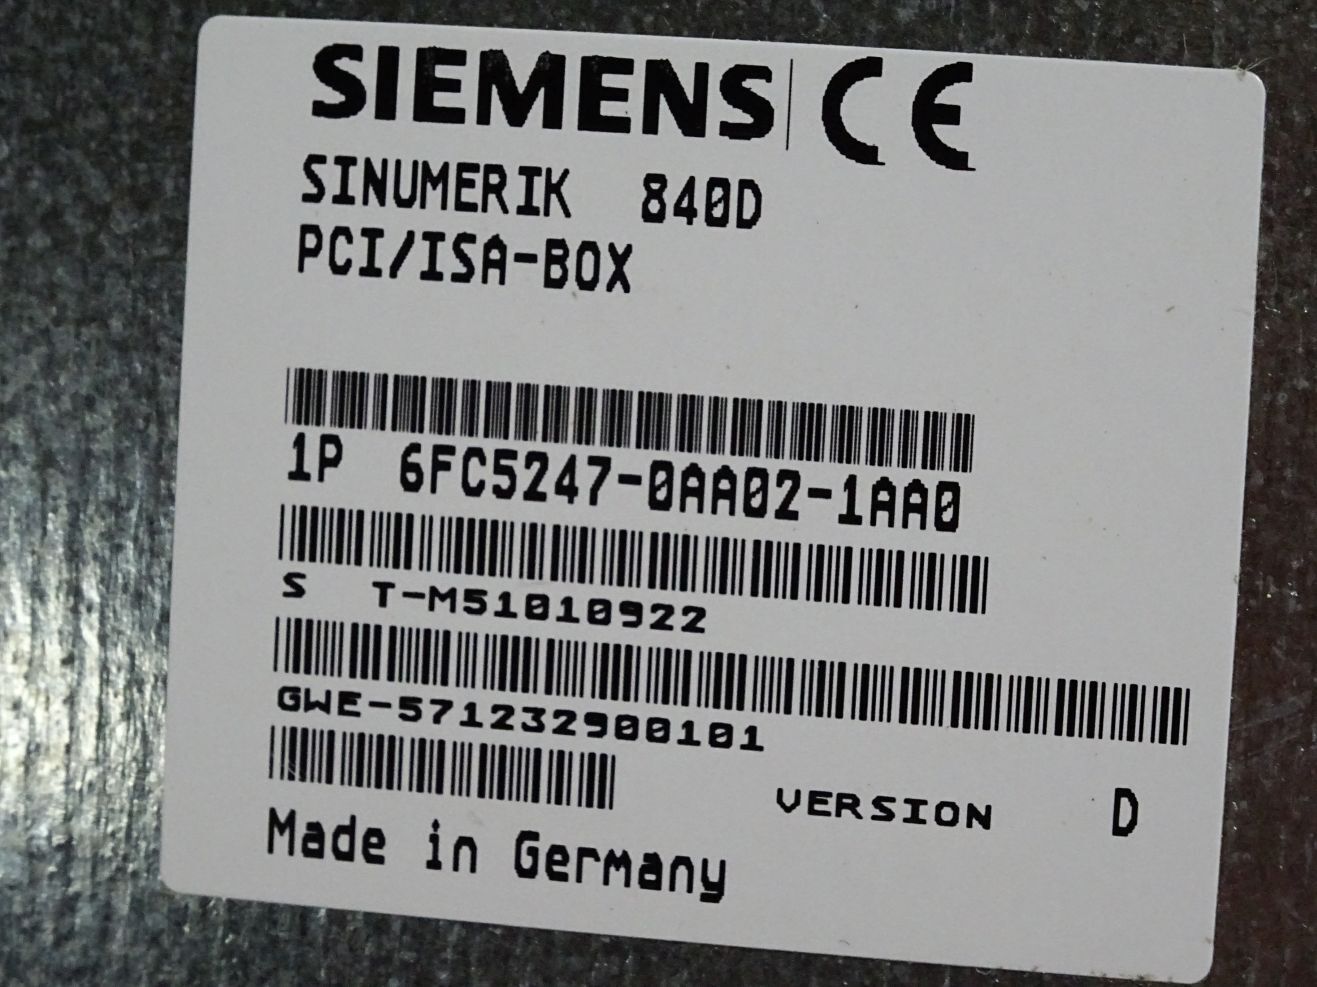 SIEMENS CE
SINUMERIK 840D
PCI/ISA-BOX
1P 6FC5247-0AA02-1AA0
S T-M51010922
GWE-571232900101
VERSION D
Made in Germany